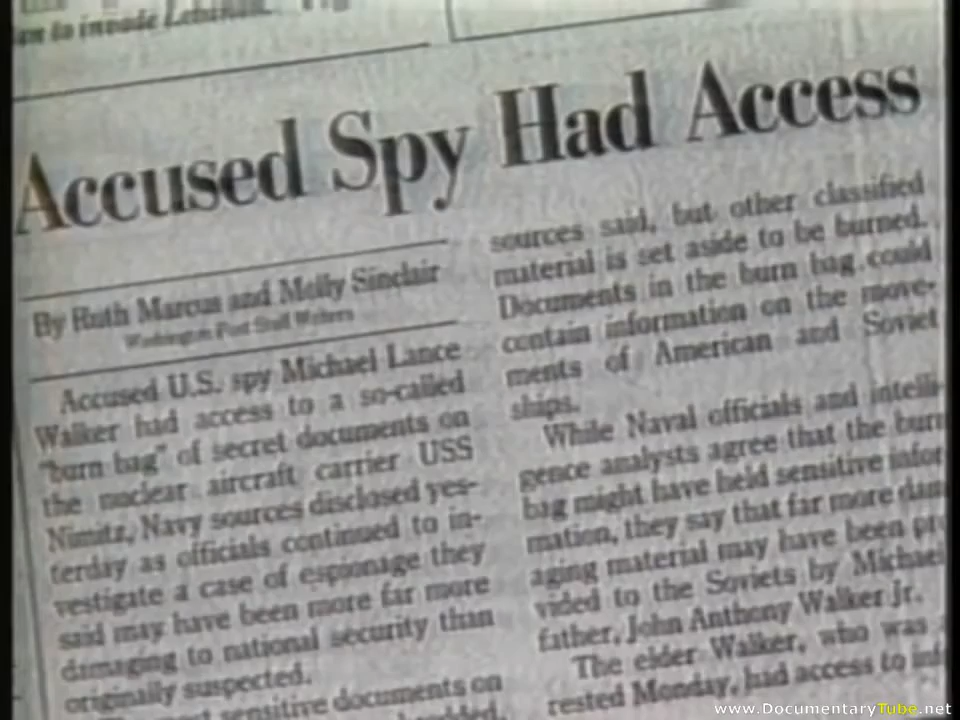 an to invade Lebanon.
Accused Spy Had Access
By Ruth Marcus and Molly Sinclair
Washington Post Staff Writers
Accused U.S. spy Michael Lance
Walker had access to a so-called
"burn bag" of secret documents on
the nuclear aircraft carrier USS
Nimitz, Navy sources disclosed yes-
terday as officials continued to in-
vestigate a case of espionage they
said may have been more far more
damaging to national security than
originally suspected.
entitive documents on
sources said, but other classified
material is set aside to be burned.
Documents in the burn bag could
contain information on the move-
ments of American and Soviet
ships.
While Naval officials and intelli-
gence analysts agree that the burn
bag might have held sensitive infor
mation, they say that far more dam
aging material may have been pr
vided to the Soviets by Michael
father, John Anthony Walker Jr.
The elder Walker, who was
rested Monday, had access to inf
www.DocumentaryTube.net